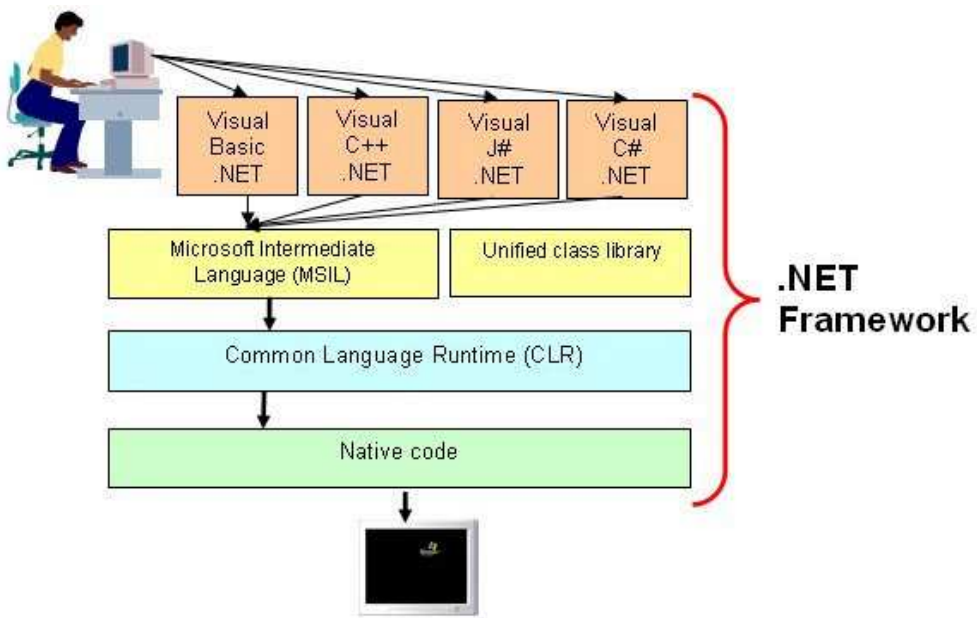 Visual
Basic
.NET
Visual
C++
.NET
Visual
J#
.NET
Visual
C#
.NET
Microsoft Intermediate
Language (MSIL)
Unified class library
.NET
Framework
Common Language Runtime (CLR)
Native code